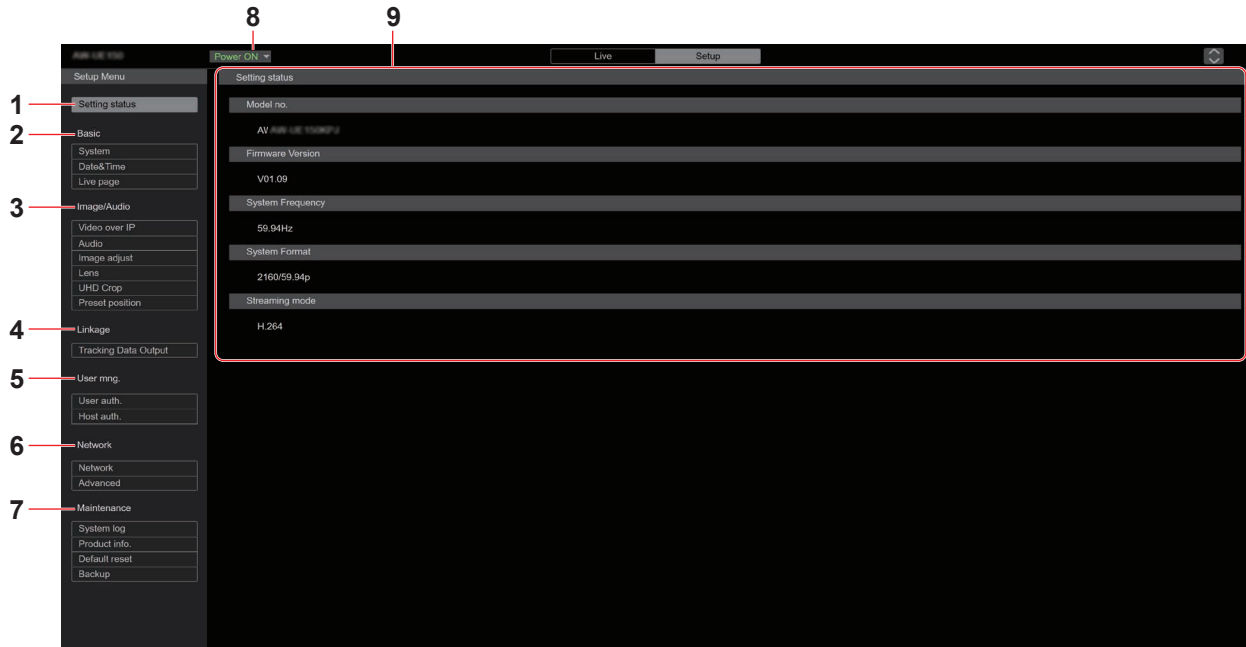 8 9
Power ON Live Setup
Setup Menu
Setting status
1 Setting status
Model no.
2 Basic
System
Date&Time
Live page
Firmware Version
V01.09
3 Image/Audio
Video over IP
Audio
Image adjust
Lens
UHD Crop
Preset position
System Frequency
59.94Hz
System Format
2160/59.94p
Streaming mode
H.264
4 Linkage
Tracking Data Output
5 User mng.
User auth.
Host auth.
6 Network
Network
Advanced
7 Maintenance
System log
Product info.
Default reset
Backup